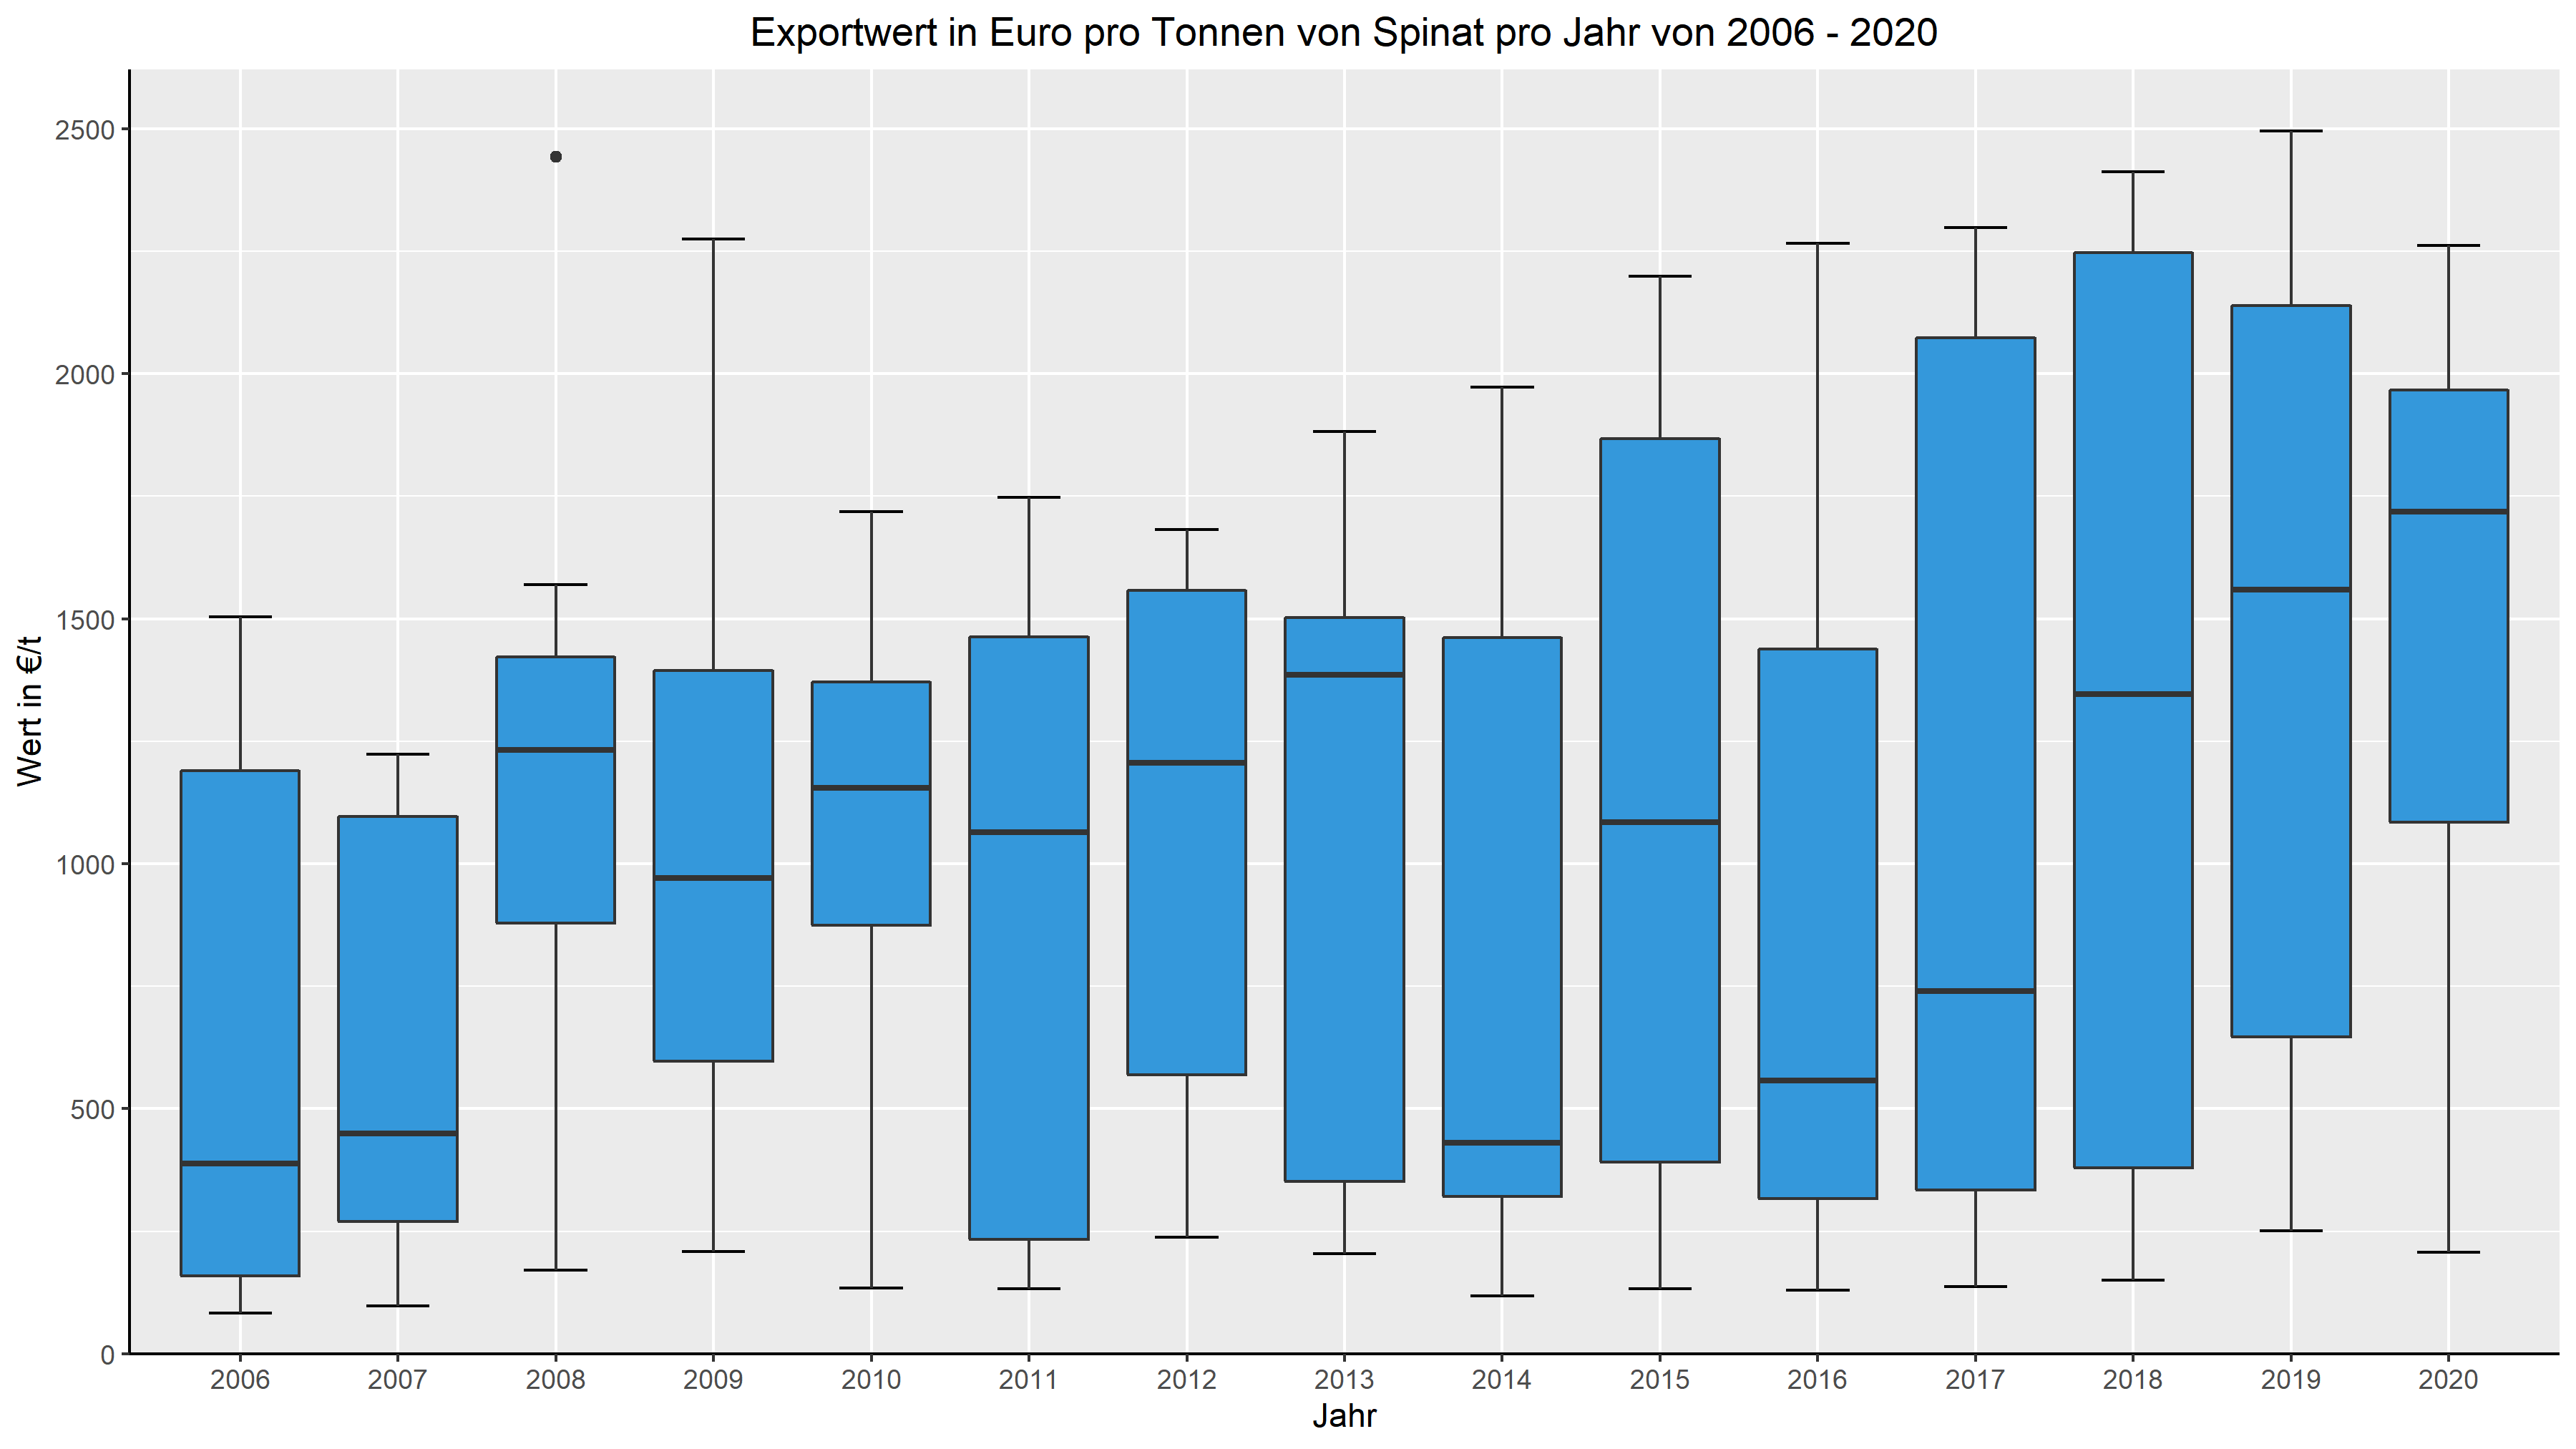 Exportwert in Euro pro Tonnen von Spinat pro Jahr von 2006 - 2020
Wert in €/t
2500
2000
1500
1000
500
0
2006 2007 2008 2009 2010 2011 2012 2013 2014 2015 2016 2017 2018 2019 2020
Jahr